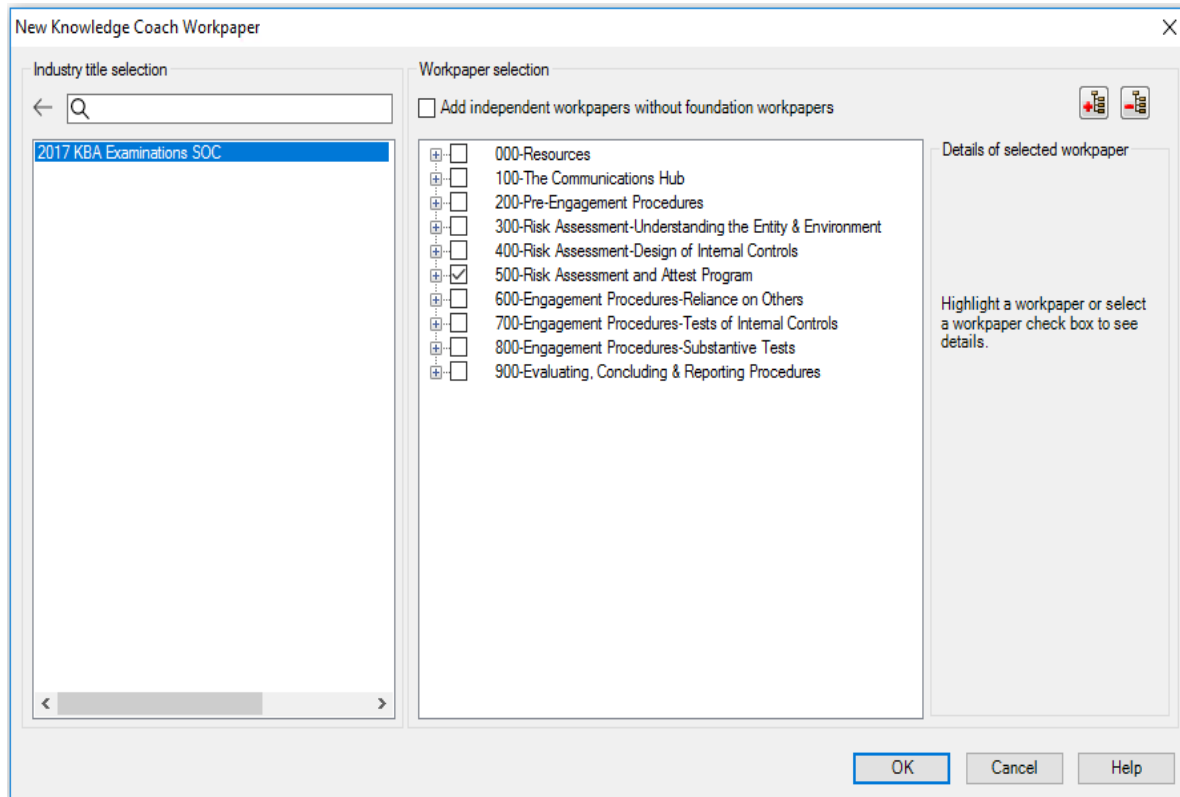 New Knowledge Coach Workpaper
Industry title selection
2017 KBA Examinations SOC
Workpaper selection
Add independent workpapers without foundation workpapers
000-Resources
100-The Communications Hub
200-Pre-Engagement Procedures
300-Risk Assessment-Understanding the Entity & Environment
400-Risk Assessment-Design of Internal Controls
500-Risk Assessment and Attest Program
600-Engagement Procedures-Reliance on Others
700-Engagement Procedures-Tests of Internal Controls
800-Engagement Procedures-Substantive Tests
900-Evaluating, Concluding & Reporting Procedures
Details of selected workpaper
Highlight a workpaper or select
a workpaper check box to see
details.
OK
Cancel
Help